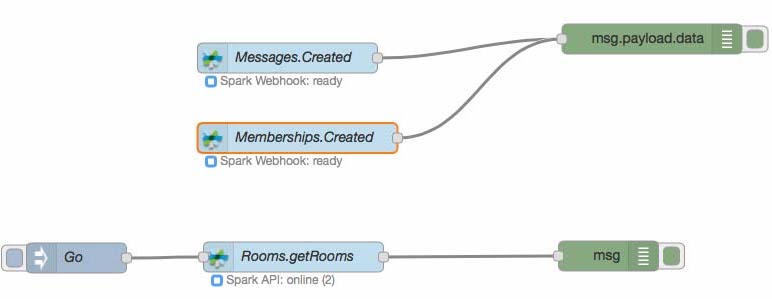 Messages.Created
msg.payload.data
Spark Webhook: ready
Memberships.Created
Spark Webhook: ready
Go
Rooms.getRooms
msg
Spark API: online (2)